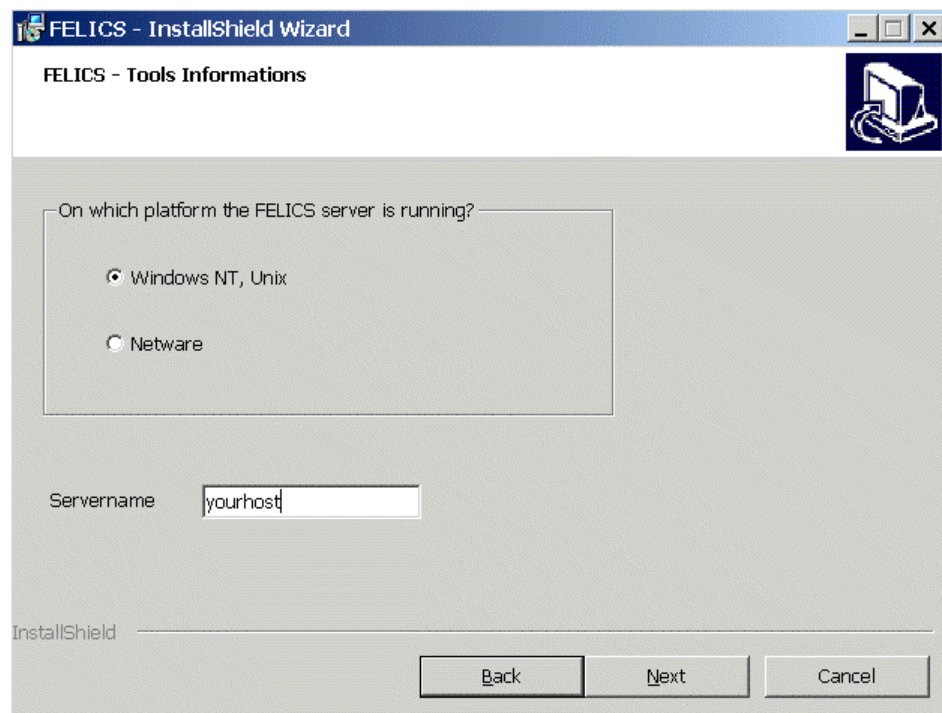 FELICS - InstallShield Wizard
FELICS - Tools Informations
On which platform the FELICS server is running?
Windows NT, Unix
Netware
Servername yourhost
InstallShield
Back Next Cancel